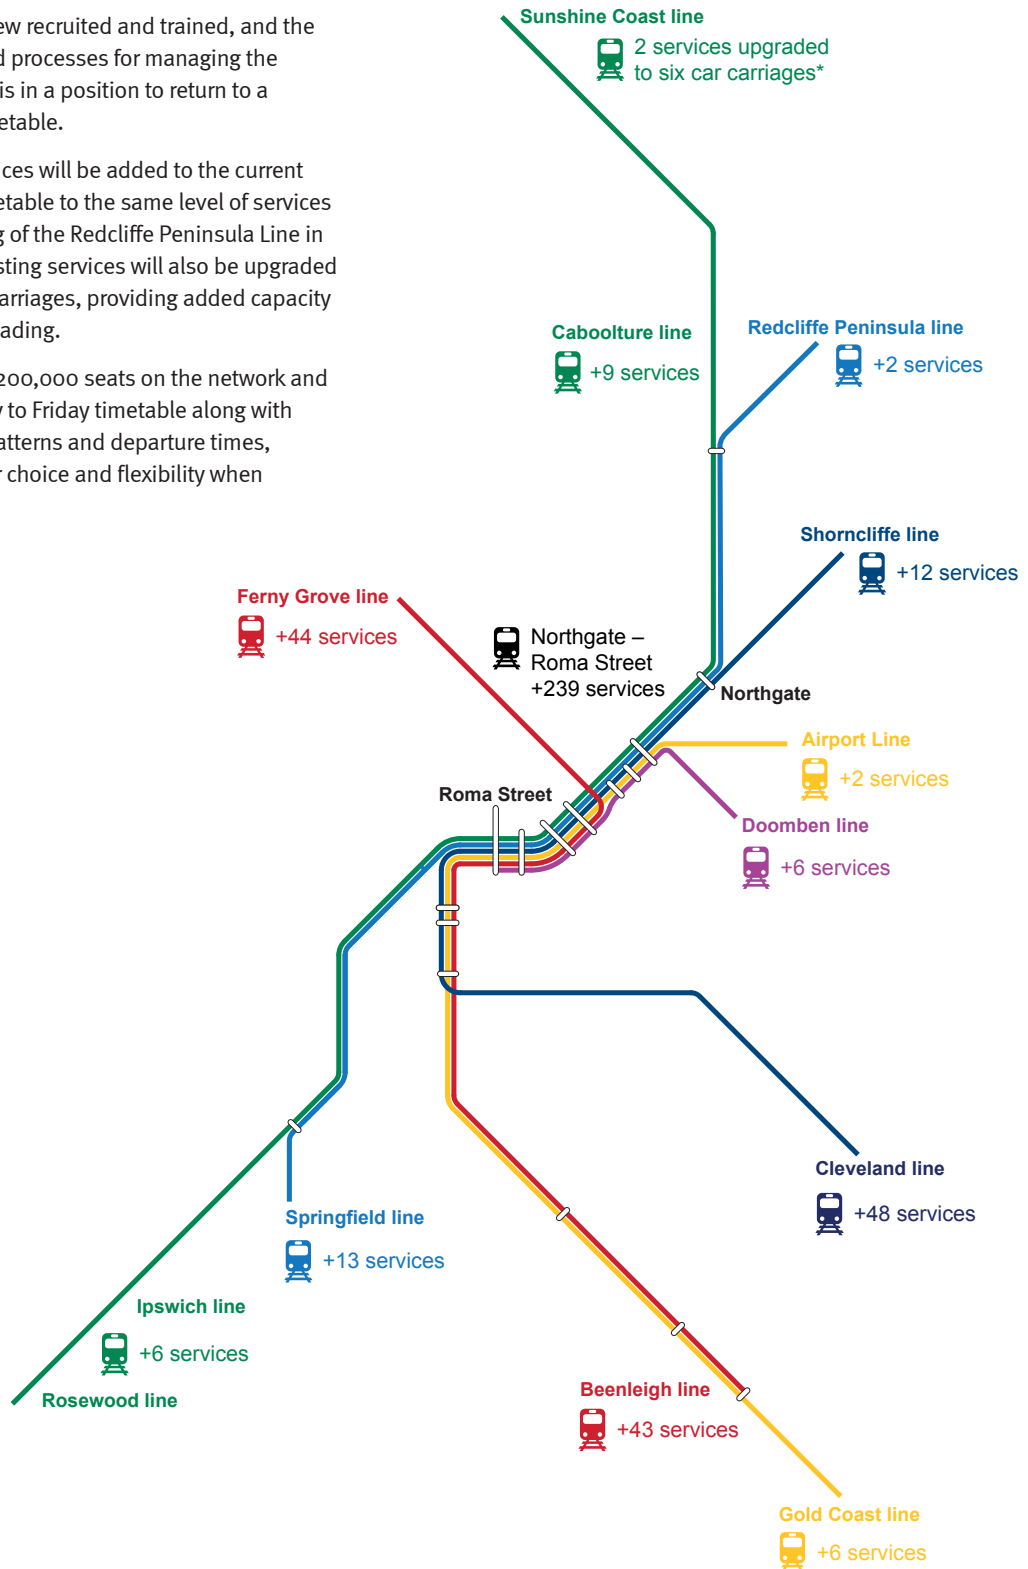 ew recruited and trained, and the
d processes for managing the
is in a position to return to a
etable.
ices will be added to the current
etable to the same level of services
g of the Redcliffe Peninsula Line in
sting services will also be upgraded
arriages, providing added capacity
ading.
200,000 seats on the network and
y to Friday timetable along with
atterns and departure times,
r choice and flexibility when
Sunshine Coast line
2 services upgraded
to six car carriages*
Caboolture line
+9 services
Redcliffe Peninsula line
+2 services
Shorncliffe line
+12 services
Ferny Grove line
+44 services
Northgate –
Roma Street
+239 services
Northgate
Airport Line
+2 services
Roma Street
Doomben line
+6 services
Cleveland line
+48 services
Springfield line
+13 services
Ipswich line
+6 services
Rosewood line
Beenleigh line
+43 services
Gold Coast line
+6 services